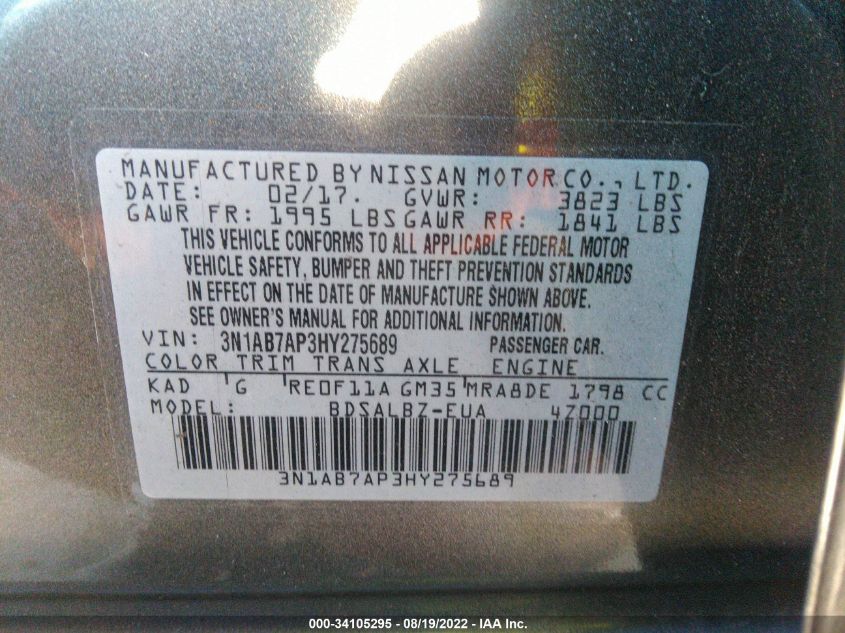 MANUFACTURED BY NISSAN MOTOR CO., LTD.
DATE: 02/17. GVWR: 3823 LBS
GAWR FR: 1995 LBS GAWR RR: 1841 LBS
THIS VEHICLE CONFORMS TO ALL APPLICABLE FEDERAL MOTOR
VEHICLE SAFETY, BUMPER AND THEFT PREVENTION STANDARDS
IN EFFECT ON THE DATE OF MANUFACTURE SHOWN ABOVE.
SEE OWNER'S MANUAL FOR ADDITIONAL INFORMATION.
VIN: 3N1AB7AP3HY275689 PASSENGER CAR.
COLOR TRIM TRANS AXLE ENGINE
KAD G RE0F11A GM35 MRA8DE 1798 CC
MODEL: BDSALBZ-EUA 4Z000
3N1AB7AP3HY275689
000-34105295 - 08/19/2022 - IAA Inc.